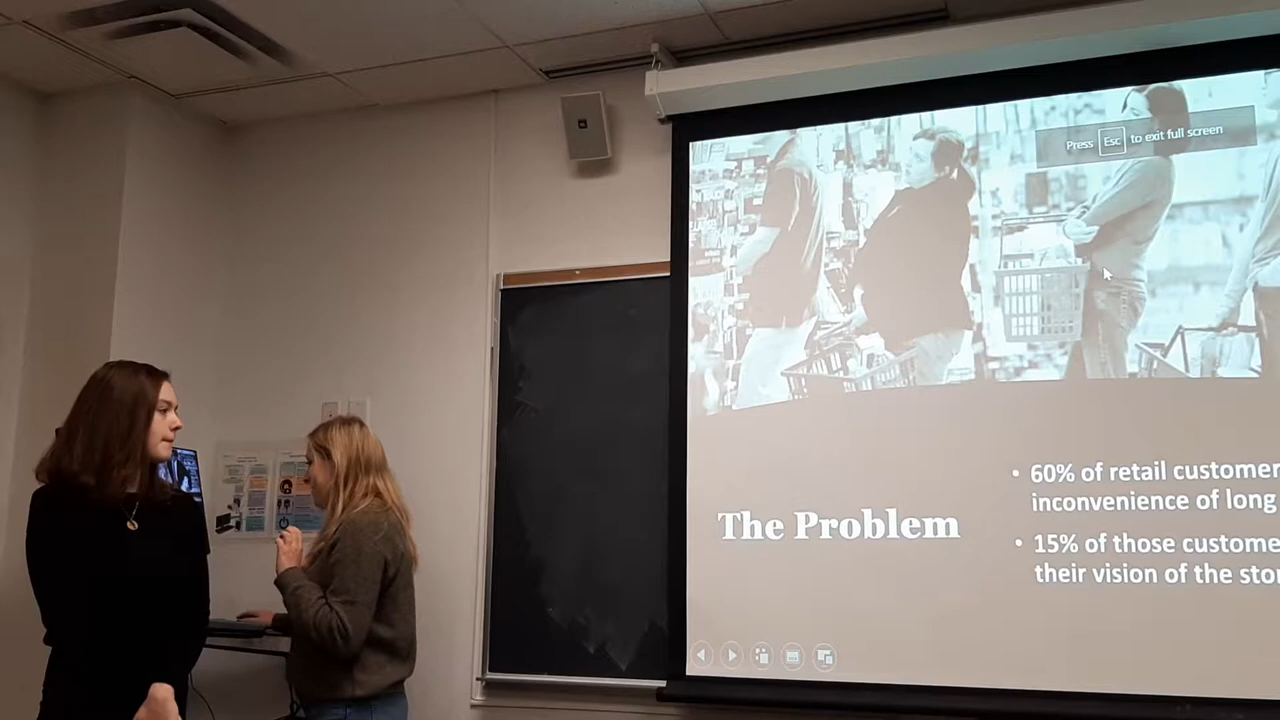 Press Esc to exit full screen
The Problem
• 60% of retail customer
inconvenience of long
• 15% of those custome
their vision of the sto